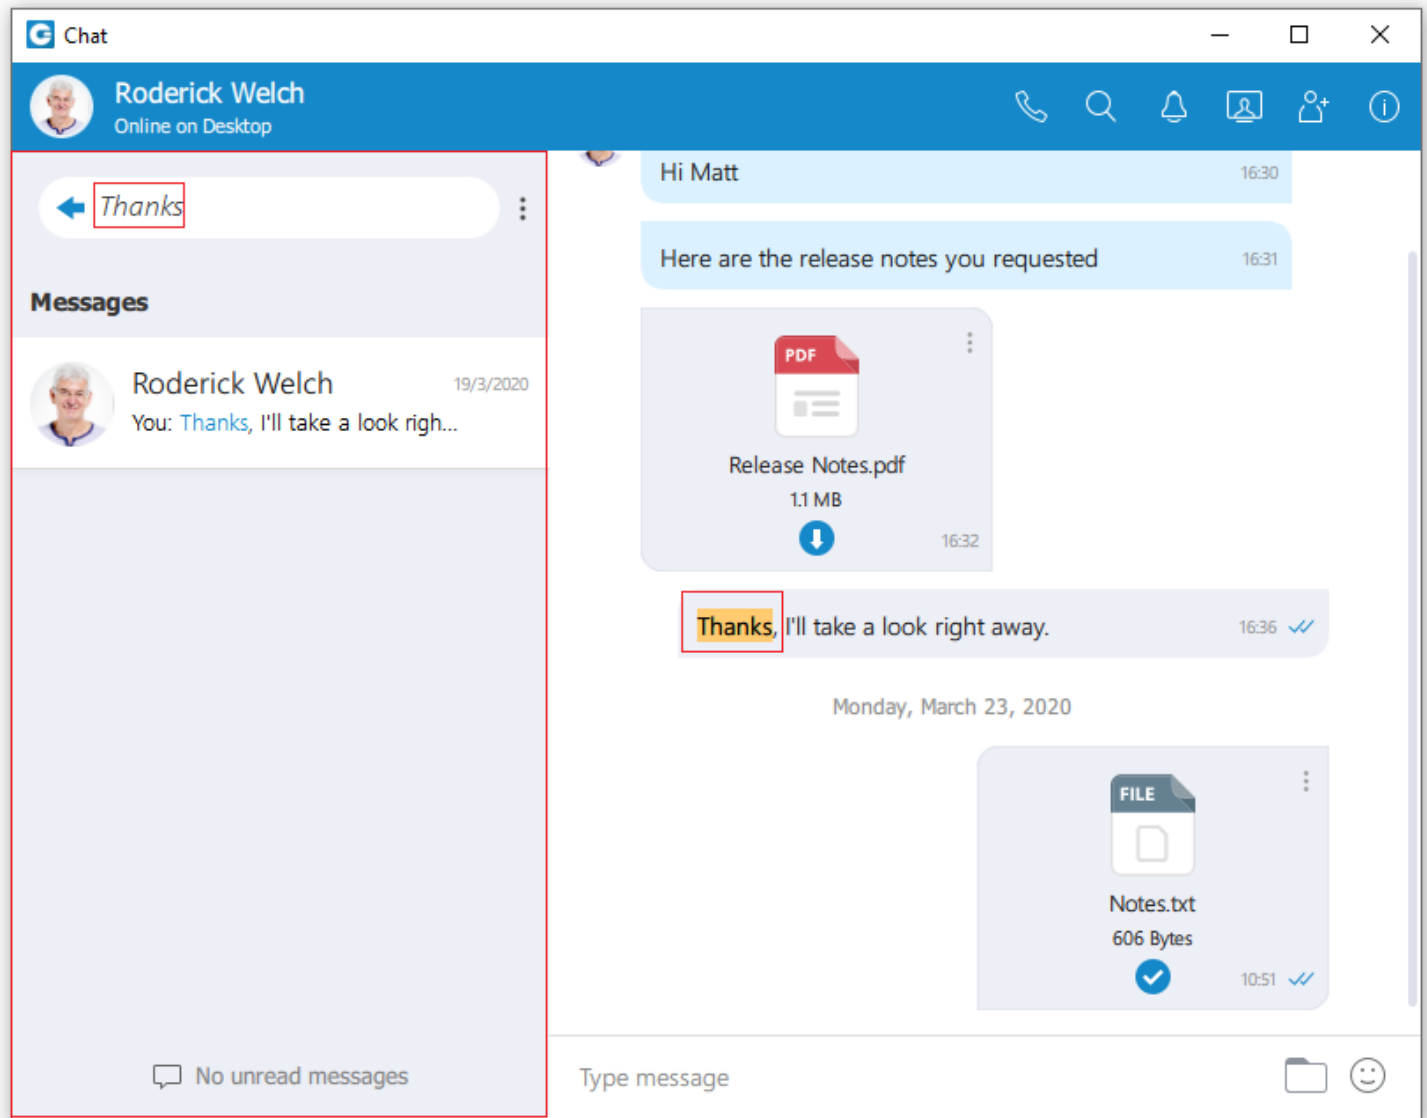 Chat
Roderick Welch
Online on Desktop
Thanks
Messages
Roderick Welch 19/3/2020
You: Thanks, I'll take a look righ...
No unread messages
Hi Matt 16:30
Here are the release notes you requested 16:31
PDF
Release Notes.pdf
1.1 MB
16:32
Thanks, I'll take a look right away. 16:36
Monday, March 23, 2020
FILE
Notes.txt
606 Bytes
10:51
Type message